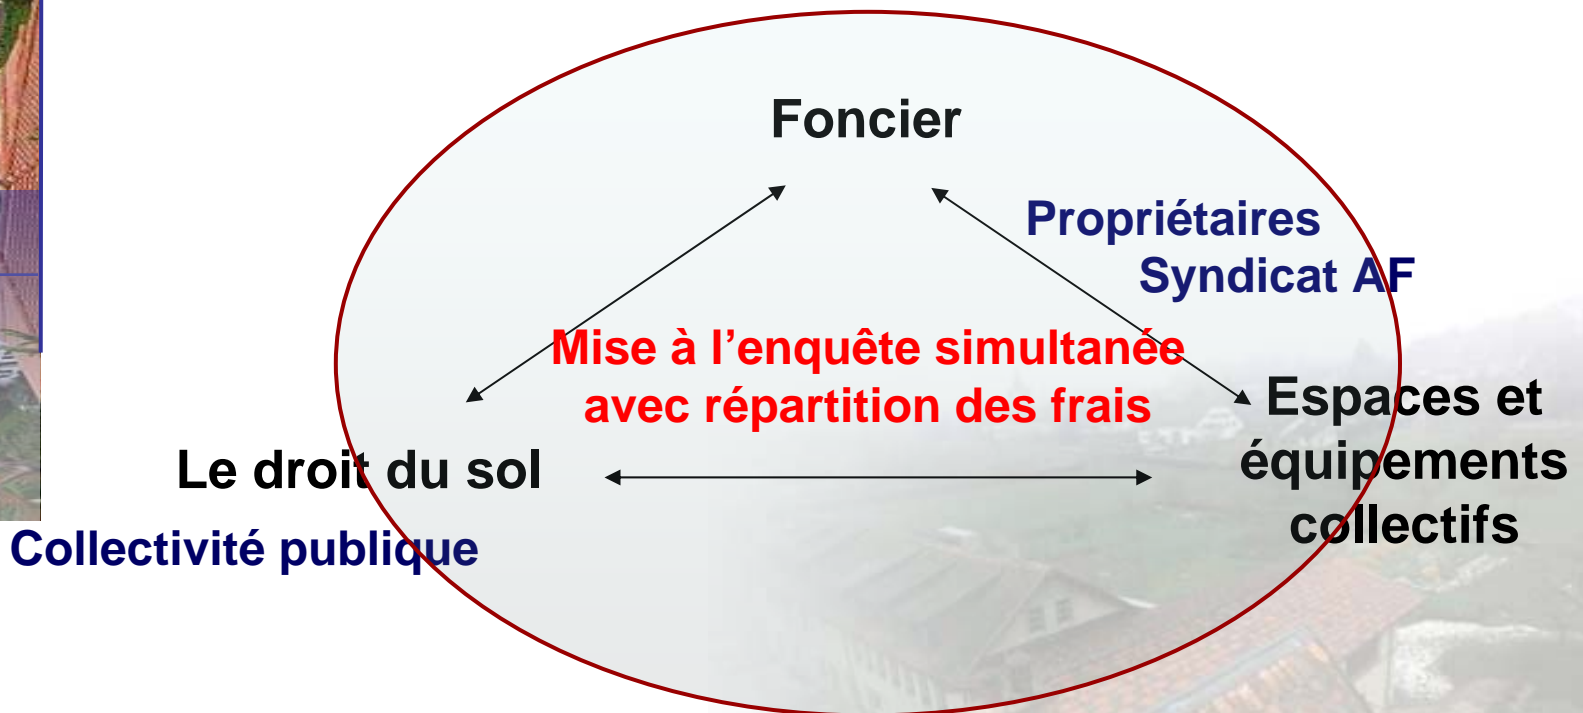 Foncier
Propriétaires
Syndicat AF
Mise à l’enquête simultanée
avec répartition des frais
Espaces et
équipements
collectifs
Le droit du sol
Collectivité publique